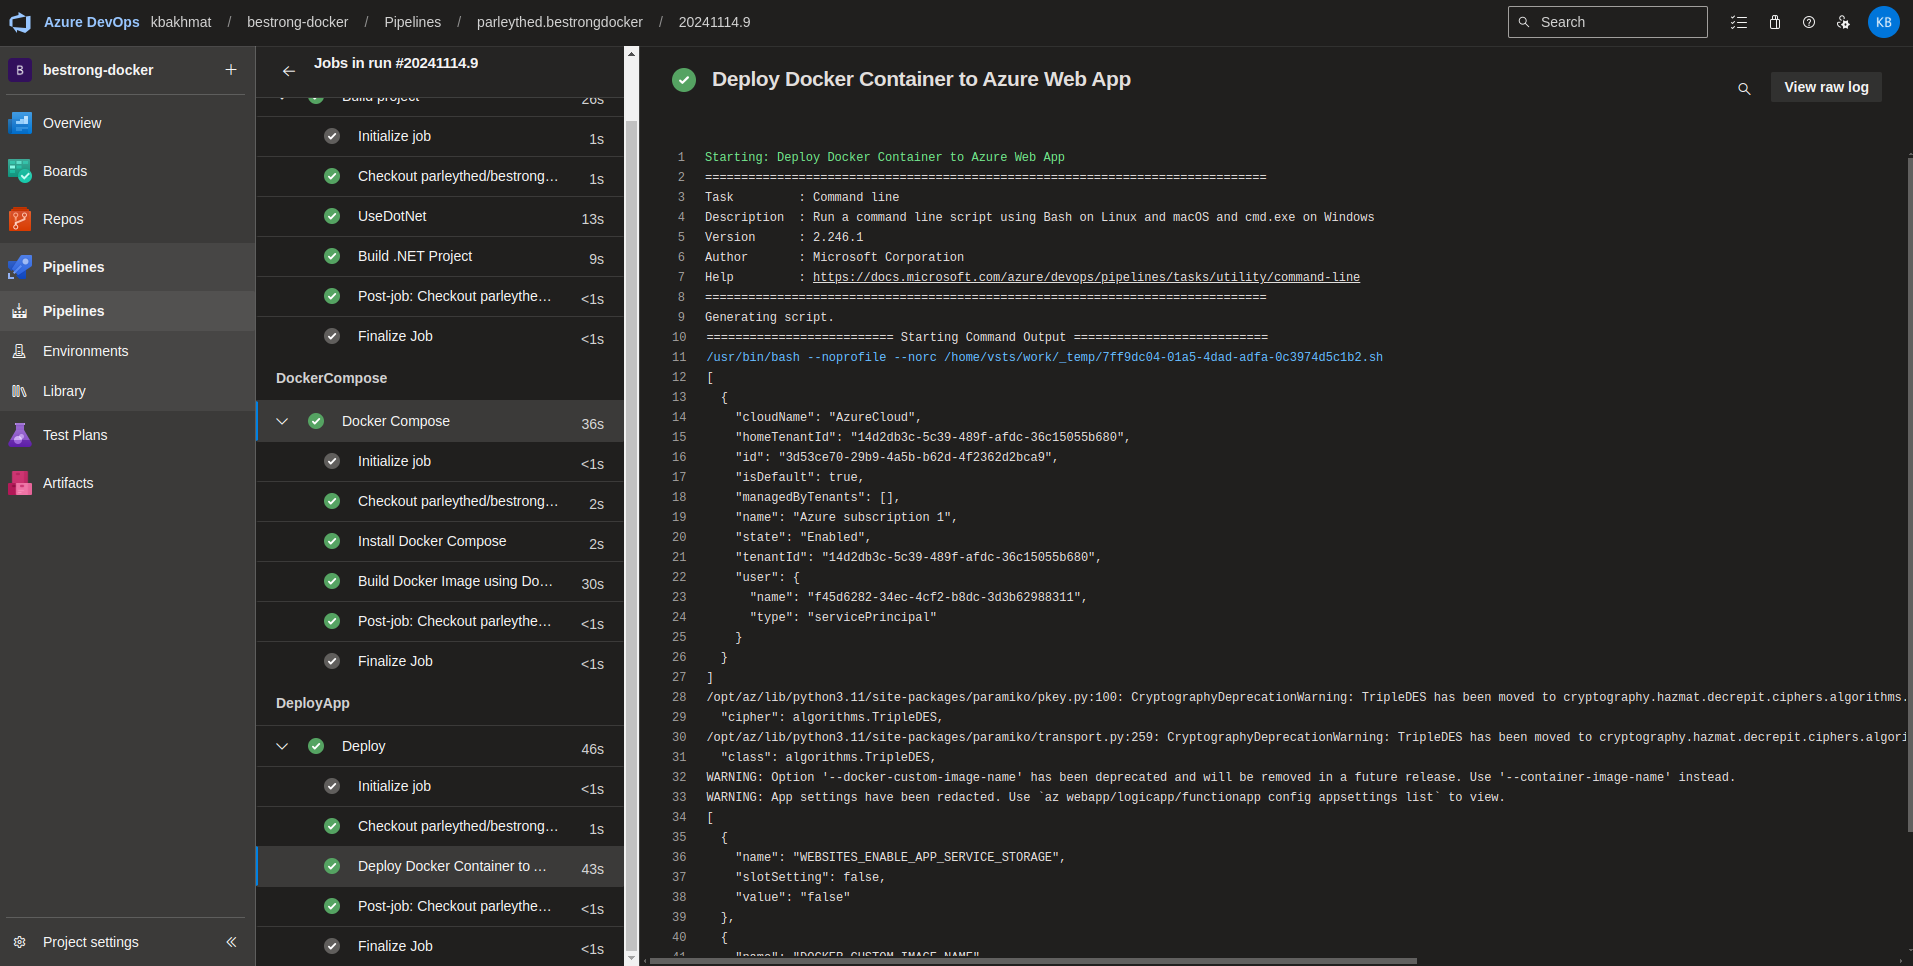 Azure DevOps kbakhmat / bestrong-docker / Pipelines / parleythed.bestrongdocker / 20241114.9
Search
KB
B bestrong-docker +
Overview
Boards
Repos
Pipelines
Pipelines
Environments
Library
Test Plans
Artifacts
Project settings
Jobs in run #20241114.9
Build project 26s
Initialize job 1s
Checkout parleythed/bestrong… 1s
UseDotNet 13s
Build .NET Project 9s
Post-job: Checkout parleythe… <1s
Finalize Job <1s
DockerCompose
Docker Compose 36s
Initialize job <1s
Checkout parleythed/bestrong… 2s
Install Docker Compose 2s
Build Docker Image using Do… 30s
Post-job: Checkout parleythe… <1s
Finalize Job <1s
DeployApp
Deploy 46s
Initialize job <1s
Checkout parleythed/bestrong… 1s
Deploy Docker Container to … 43s
Post-job: Checkout parleythe… <1s
Finalize Job <1s
Deploy Docker Container to Azure Web App
View raw log
1 Starting: Deploy Docker Container to Azure Web App
2 ==============================================================================
3 Task         : Command line
4 Description  : Run a command line script using Bash on Linux and macOS and cmd.exe on Windows
5 Version      : 2.246.1
6 Author       : Microsoft Corporation
7 Help         : https://docs.microsoft.com/azure/devops/pipelines/tasks/utility/command-line
8 ==============================================================================
9 Generating script.
10 ========================== Starting Command Output ===========================
11 /usr/bin/bash --noprofile --norc /home/vsts/work/_temp/7ff9dc04-01a5-4dad-adfa-0c3974d5c1b2.sh
12 [
13   {
14     "cloudName": "AzureCloud",
15     "homeTenantId": "14d2db3c-5c39-489f-afdc-36c15055b680",
16     "id": "3d53ce70-29b9-4a5b-b62d-4f2362d2bca9",
17     "isDefault": true,
18     "managedByTenants": [],
19     "name": "Azure subscription 1",
20     "state": "Enabled",
21     "tenantId": "14d2db3c-5c39-489f-afdc-36c15055b680",
22     "user": {
23       "name": "f45d6282-34ec-4cf2-b8dc-3d3b62988311",
24       "type": "servicePrincipal"
25     }
26   }
27 ]
28 /opt/az/lib/python3.11/site-packages/paramiko/pkey.py:100: CryptographyDeprecationWarning: TripleDES has been moved to cryptography.hazmat.decrepit.ciphers.algorithms.
29   "cipher": algorithms.TripleDES,
30 /opt/az/lib/python3.11/site-packages/paramiko/transport.py:259: CryptographyDeprecationWarning: TripleDES has been moved to cryptography.hazmat.decrepit.ciphers.algori
31   "class": algorithms.TripleDES,
32 WARNING: Option '--docker-custom-image-name' has been deprecated and will be removed in a future release. Use '--container-image-name' instead.
33 WARNING: App settings have been redacted. Use `az webapp/logicapp/functionapp config appsettings list` to view.
34 [
35   {
36     "name": "WEBSITES_ENABLE_APP_SERVICE_STORAGE",
37     "slotSetting": false,
38     "value": "false"
39   },
40   {
41     "name": "DOCKER_CUSTOM_IMAGE_NAME"